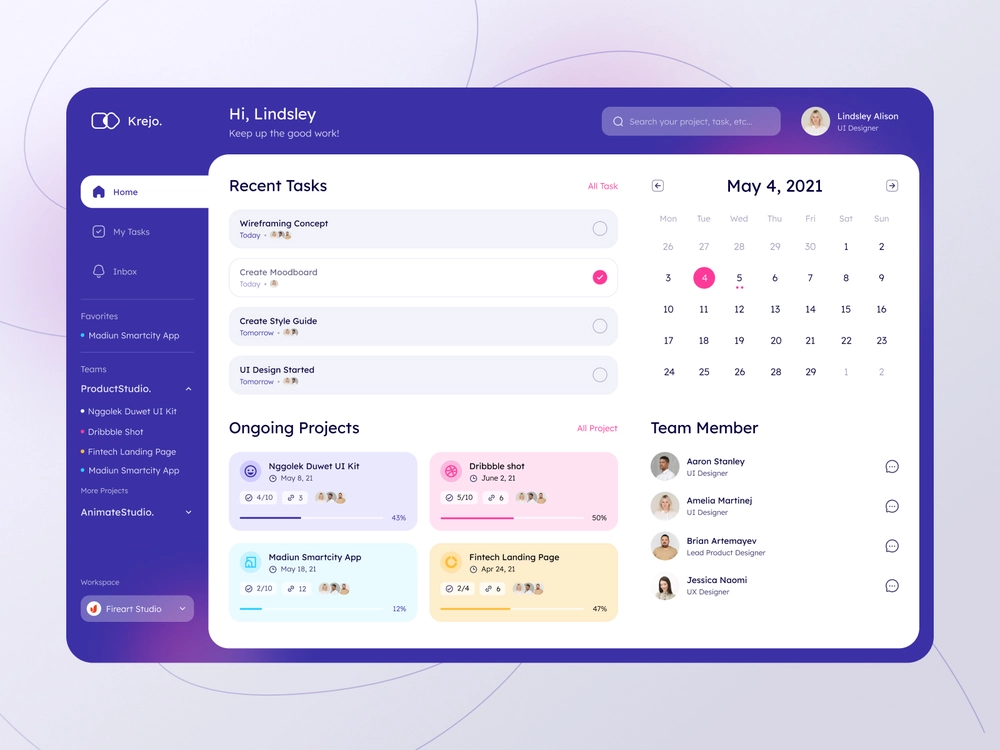 Krejo.
Hi, Lindsley
Keep up the good work!
Search your project, task, etc...
Lindsley Alison
UI Designer
Home
My Tasks
Inbox
Favorites
Madiun Smartcity App
Teams
ProductStudio.
Nggolek Duwet UI Kit
Dribbble Shot
Fintech Landing Page
Madiun Smartcity App
More Projects
AnimateStudio.
Workspace
Fireart Studio
Recent Tasks
All Task
Wireframing Concept
Today
Create Moodboard
Today
Create Style Guide
Tomorrow
UI Design Started
Tomorrow
May 4, 2021
Mon Tue Wed Thu Fri Sat Sun
26 27 28 29 30 1 2
3 4 5 6 7 8 9
10 11 12 13 14 15 16
17 18 19 20 21 22 23
24 25 26 28 29 1 2
Ongoing Projects
All Project
Nggolek Duwet UI Kit
May 8, 21
4/10 3
43%
Dribbble shot
June 2, 21
5/10 6
50%
Madiun Smartcity App
May 18, 21
2/10 12
12%
Fintech Landing Page
Apr 24, 21
2/4 6
47%
Team Member
Aaron Stanley
UI Designer
Amelia Martinej
UI Designer
Brian Artemayev
Lead Product Designer
Jessica Naomi
UX Designer